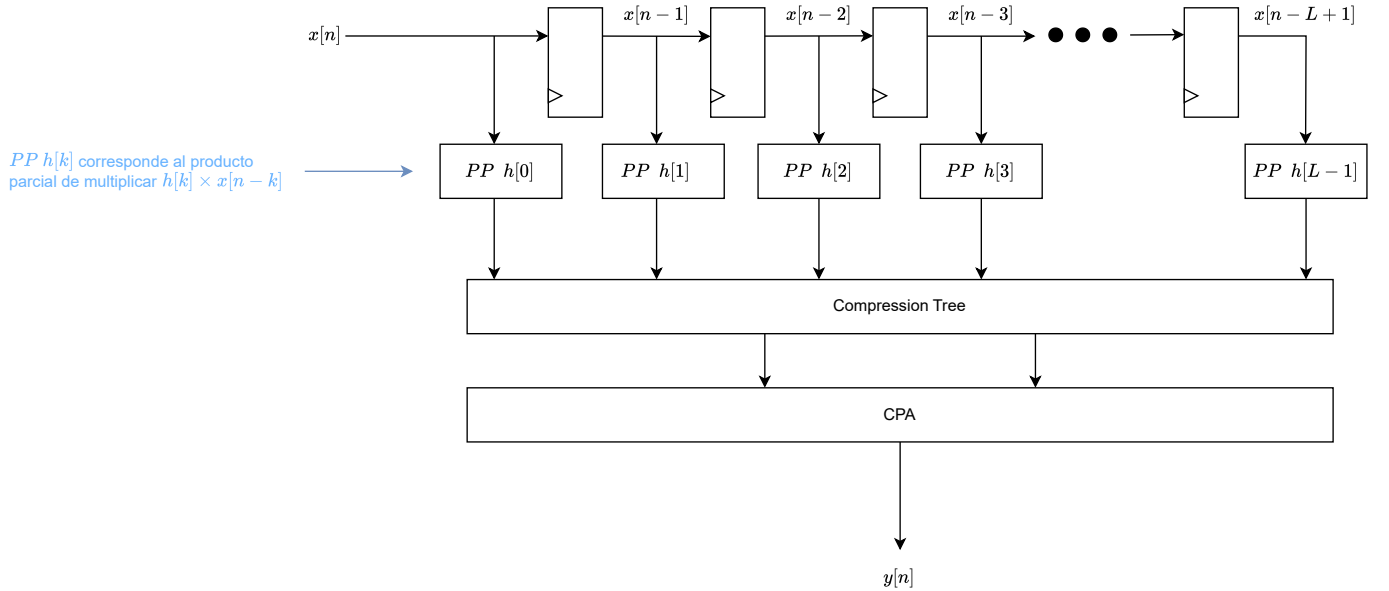 x[n]
x[n − 1]
x[n − 2]
x[n − 3]
x[n − L + 1]
PP h[k] corresponde al producto
parcial de multiplicar h[k] × x[n − k]
PP h[0]
PP h[1]
PP h[2]
PP h[3]
PP h[L − 1]
Compression Tree
CPA
y[n]